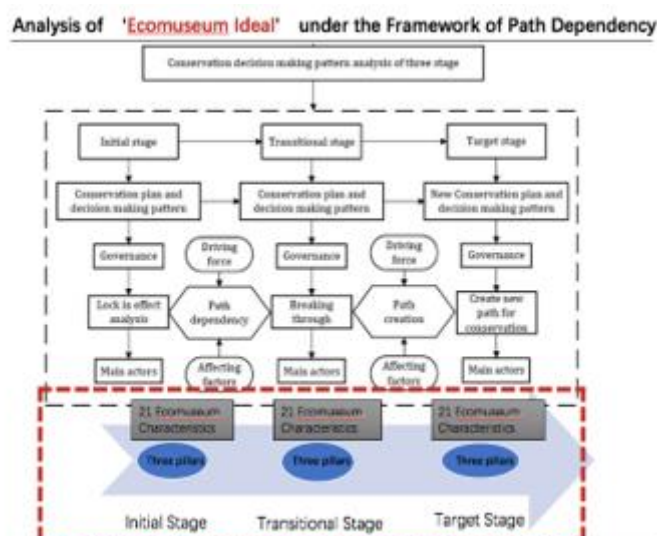 Analysis of 'Ecomuseum Ideal' under the Framework of Path Dependency
Conservation decision making pattern analysis of three stage
Initial stage
Transitional stage
Target stage
Conservation plan and
decision making pattern
Conservation plan and
decision making pattern
New Conservation plan and
decision making pattern
Governance
Driving
force
Governance
Driving
force
Governance
Lock in effect
analysis
Path
dependency
Breaking
through
Path
creation
Create new
path for
conservation
Main actors
Affecting
factors
Main actors
Affecting
factors
Main actors
21 Ecomuseum
Characteristics
21 Ecomuseum
Characteristics
21 Ecomuseum
Characteristics
Three pillars
Three pillars
Three pillars
Initial Stage
Transitional Stage
Target Stage